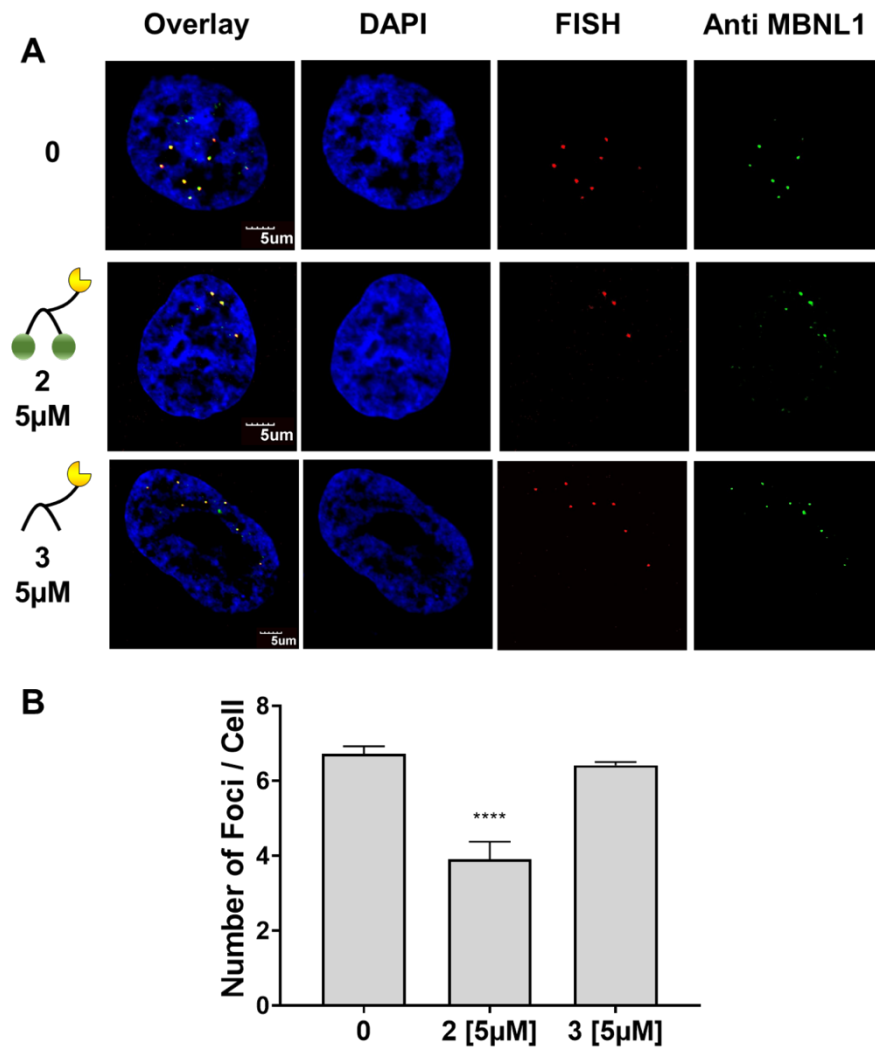 Overlay DAPI FISH Anti MBNL1
A
0
5um
2
5µM
5um
3
5µM
5um
B
Number of Foci / Cell
8
6
4
2
0
****
0 2 [5µM] 3 [5µM]